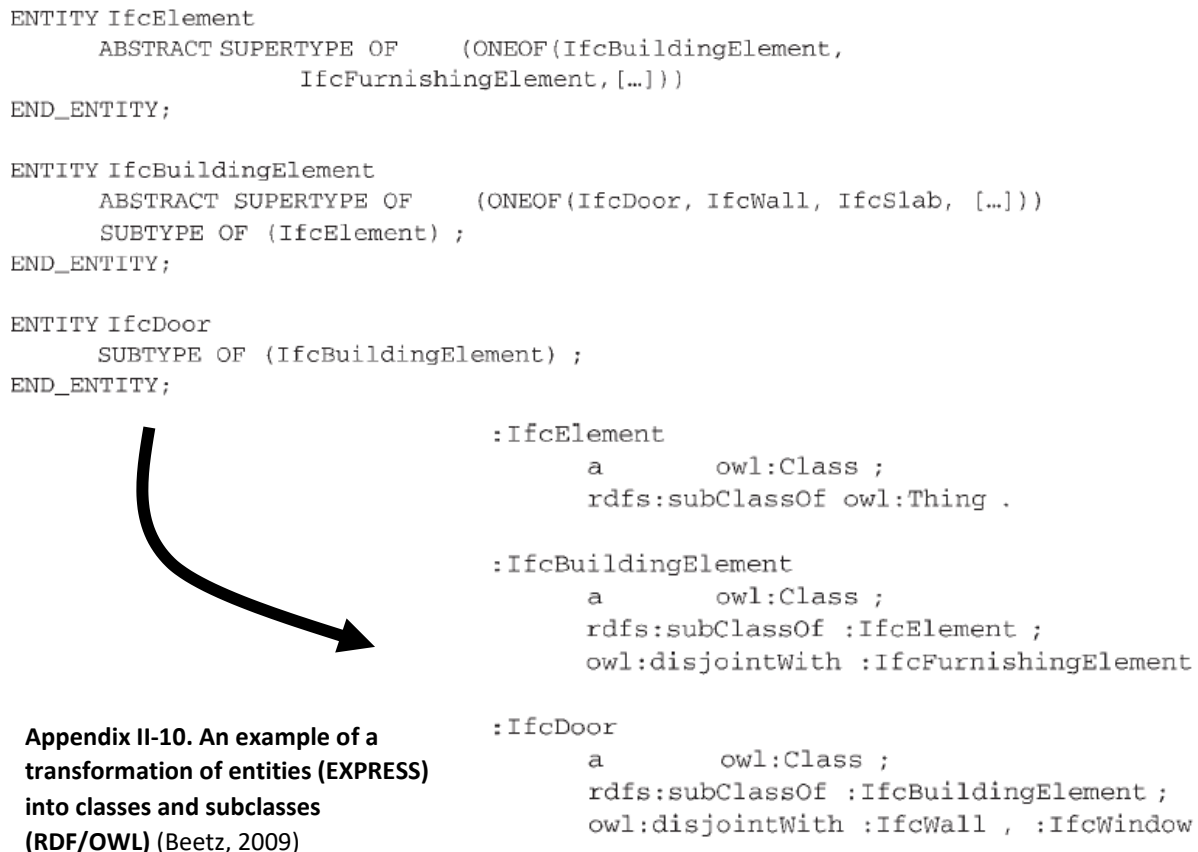 ENTITY IfcElement
ABSTRACT SUPERTYPE OF (ONEOF(IfcBuildingElement,
IfcFurnishingElement,[…]))
END_ENTITY;
ENTITY IfcBuildingElement
ABSTRACT SUPERTYPE OF (ONEOF(IfcDoor, IfcWall, IfcSlab, […]))
SUBTYPE OF (IfcElement) ;
END_ENTITY;
ENTITY IfcDoor
SUBTYPE OF (IfcBuildingElement) ;
END_ENTITY;
:IfcElement
a owl:Class ;
rdfs:subClassOf owl:Thing .
:IfcBuildingElement
a owl:Class ;
rdfs:subClassOf :IfcElement ;
owl:disjointWith :IfcFurnishingElement
:IfcDoor
a owl:Class ;
rdfs:subClassOf :IfcBuildingElement ;
owl:disjointWith :IfcWall , :IfcWindow
Appendix II-10. An example of a
transformation of entities (EXPRESS)
into classes and subclasses
(RDF/OWL) (Beetz, 2009)